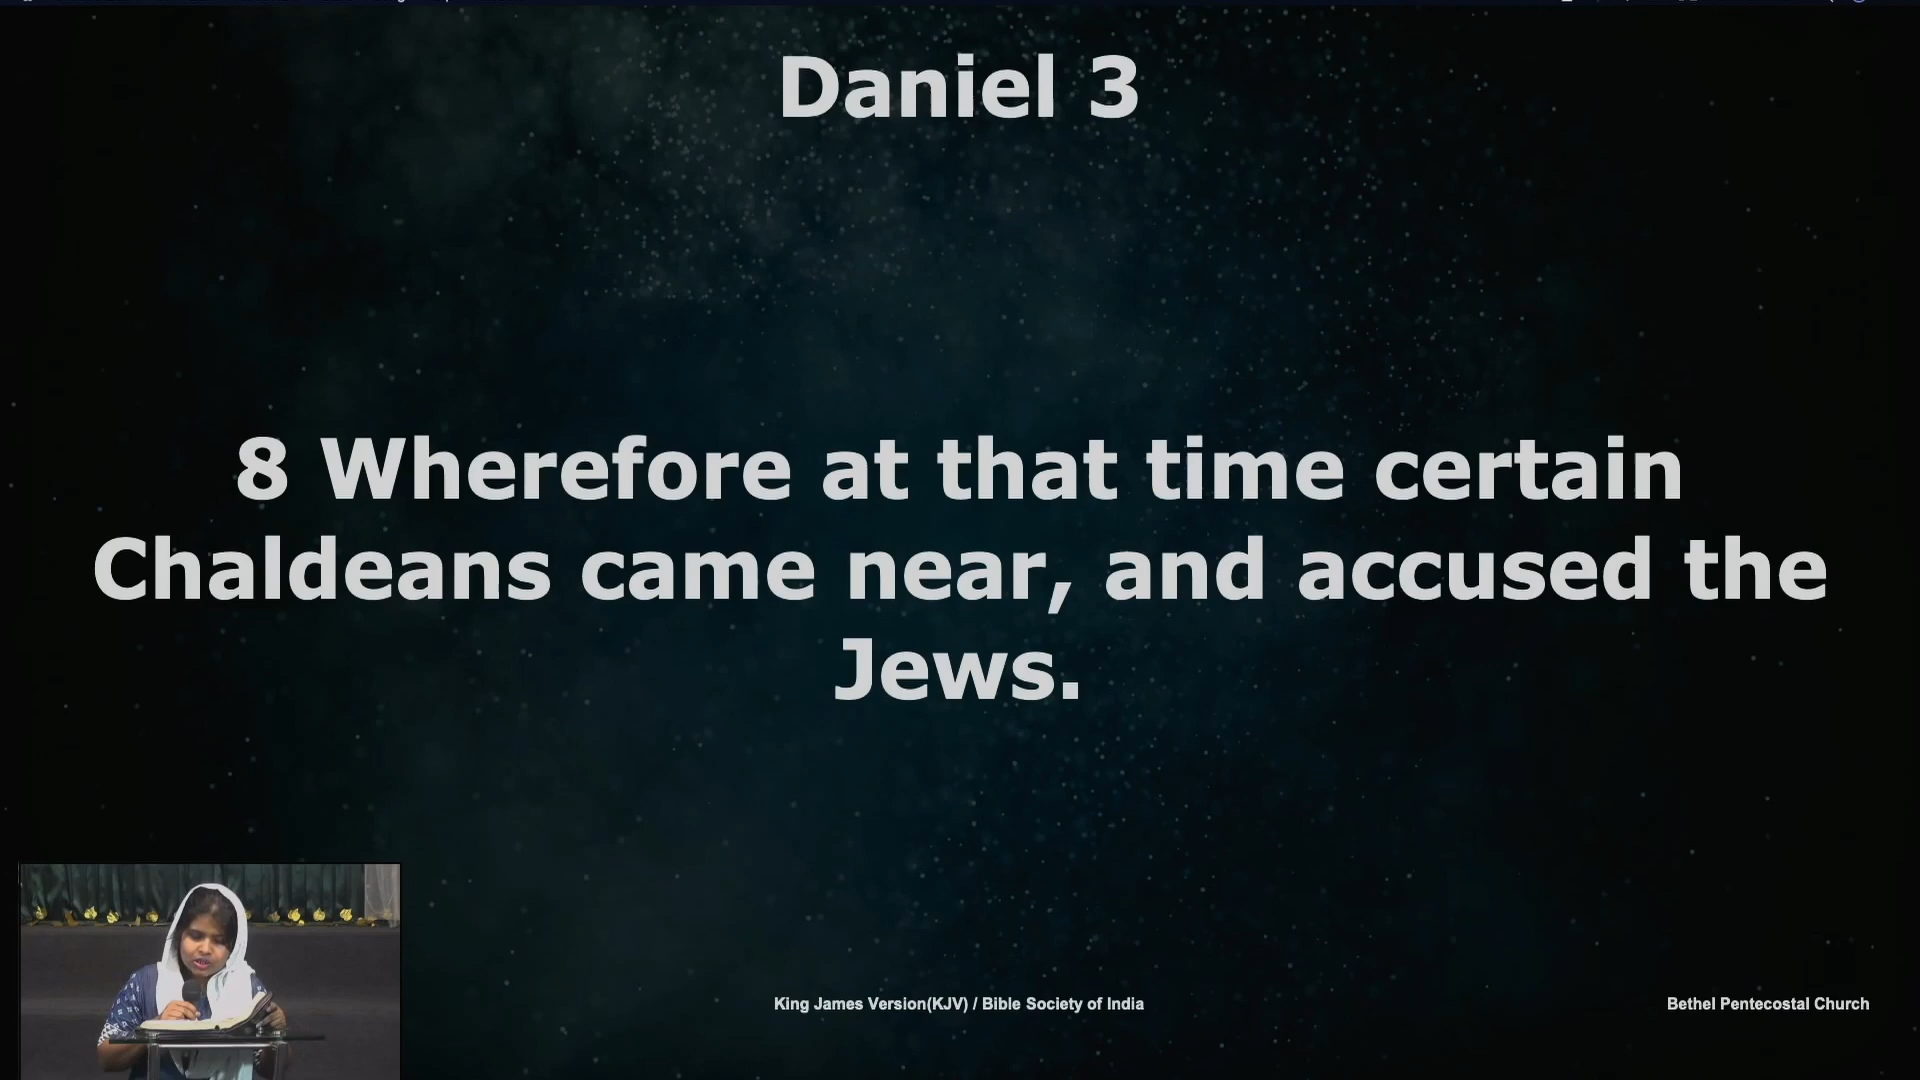 Daniel 3
8 Wherefore at that time certain
Chaldeans came near, and accused the
Jews.
King James Version(KJV) / Bible Society of India
Bethel Pentecostal Church